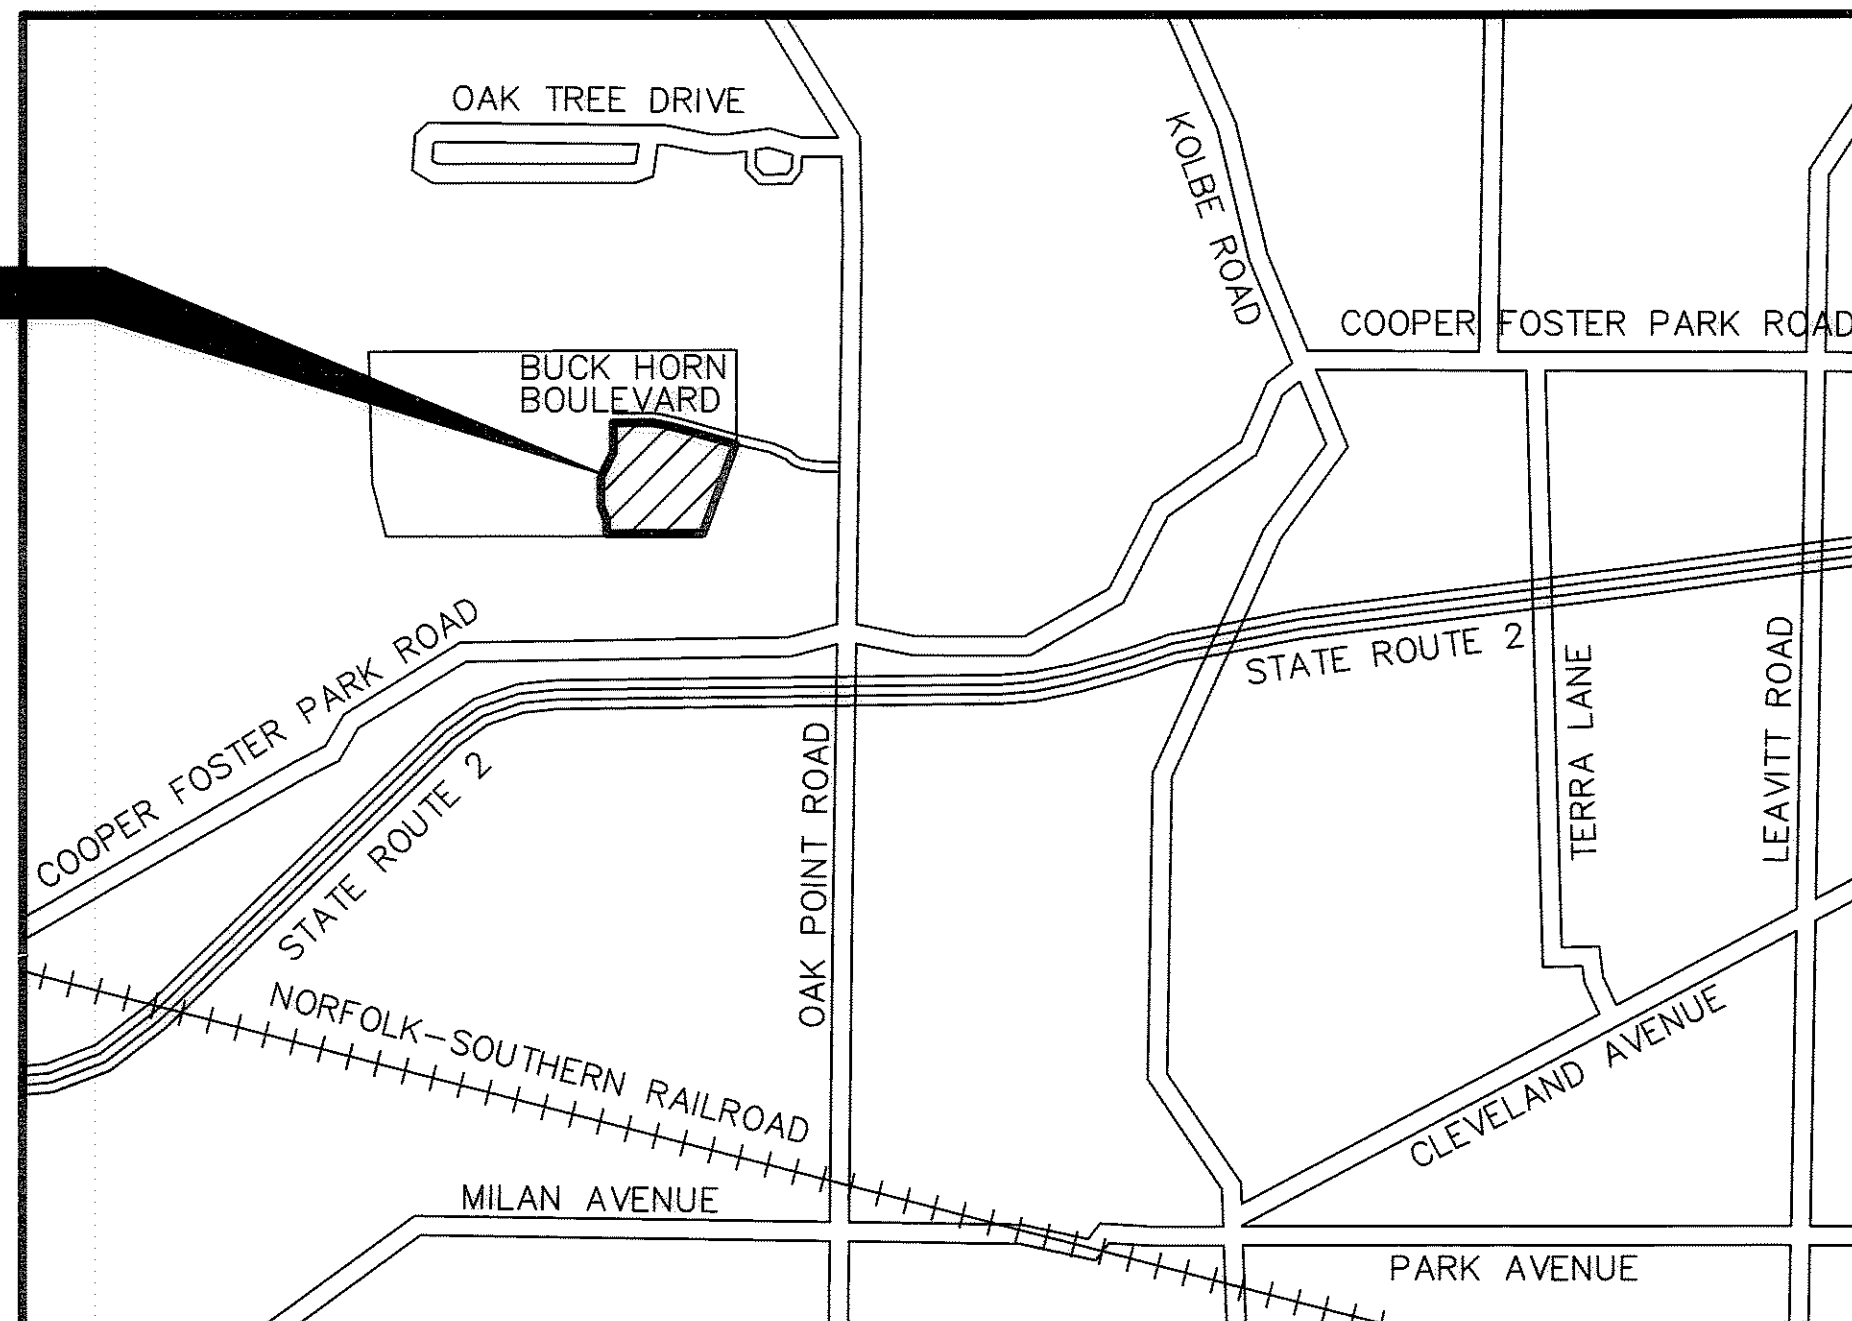 OAK TREE DRIVE
KOLBE ROAD
COOPER FOSTER PARK ROAD
BUCK HORN
BOULEVARD
COOPER FOSTER PARK ROAD
STATE ROUTE 2
STATE ROUTE 2
OAK POINT ROAD
TERRA LANE
LEAVITT ROAD
NORFOLK-SOUTHERN RAILROAD
CLEVELAND AVENUE
MILAN AVENUE
PARK AVENUE